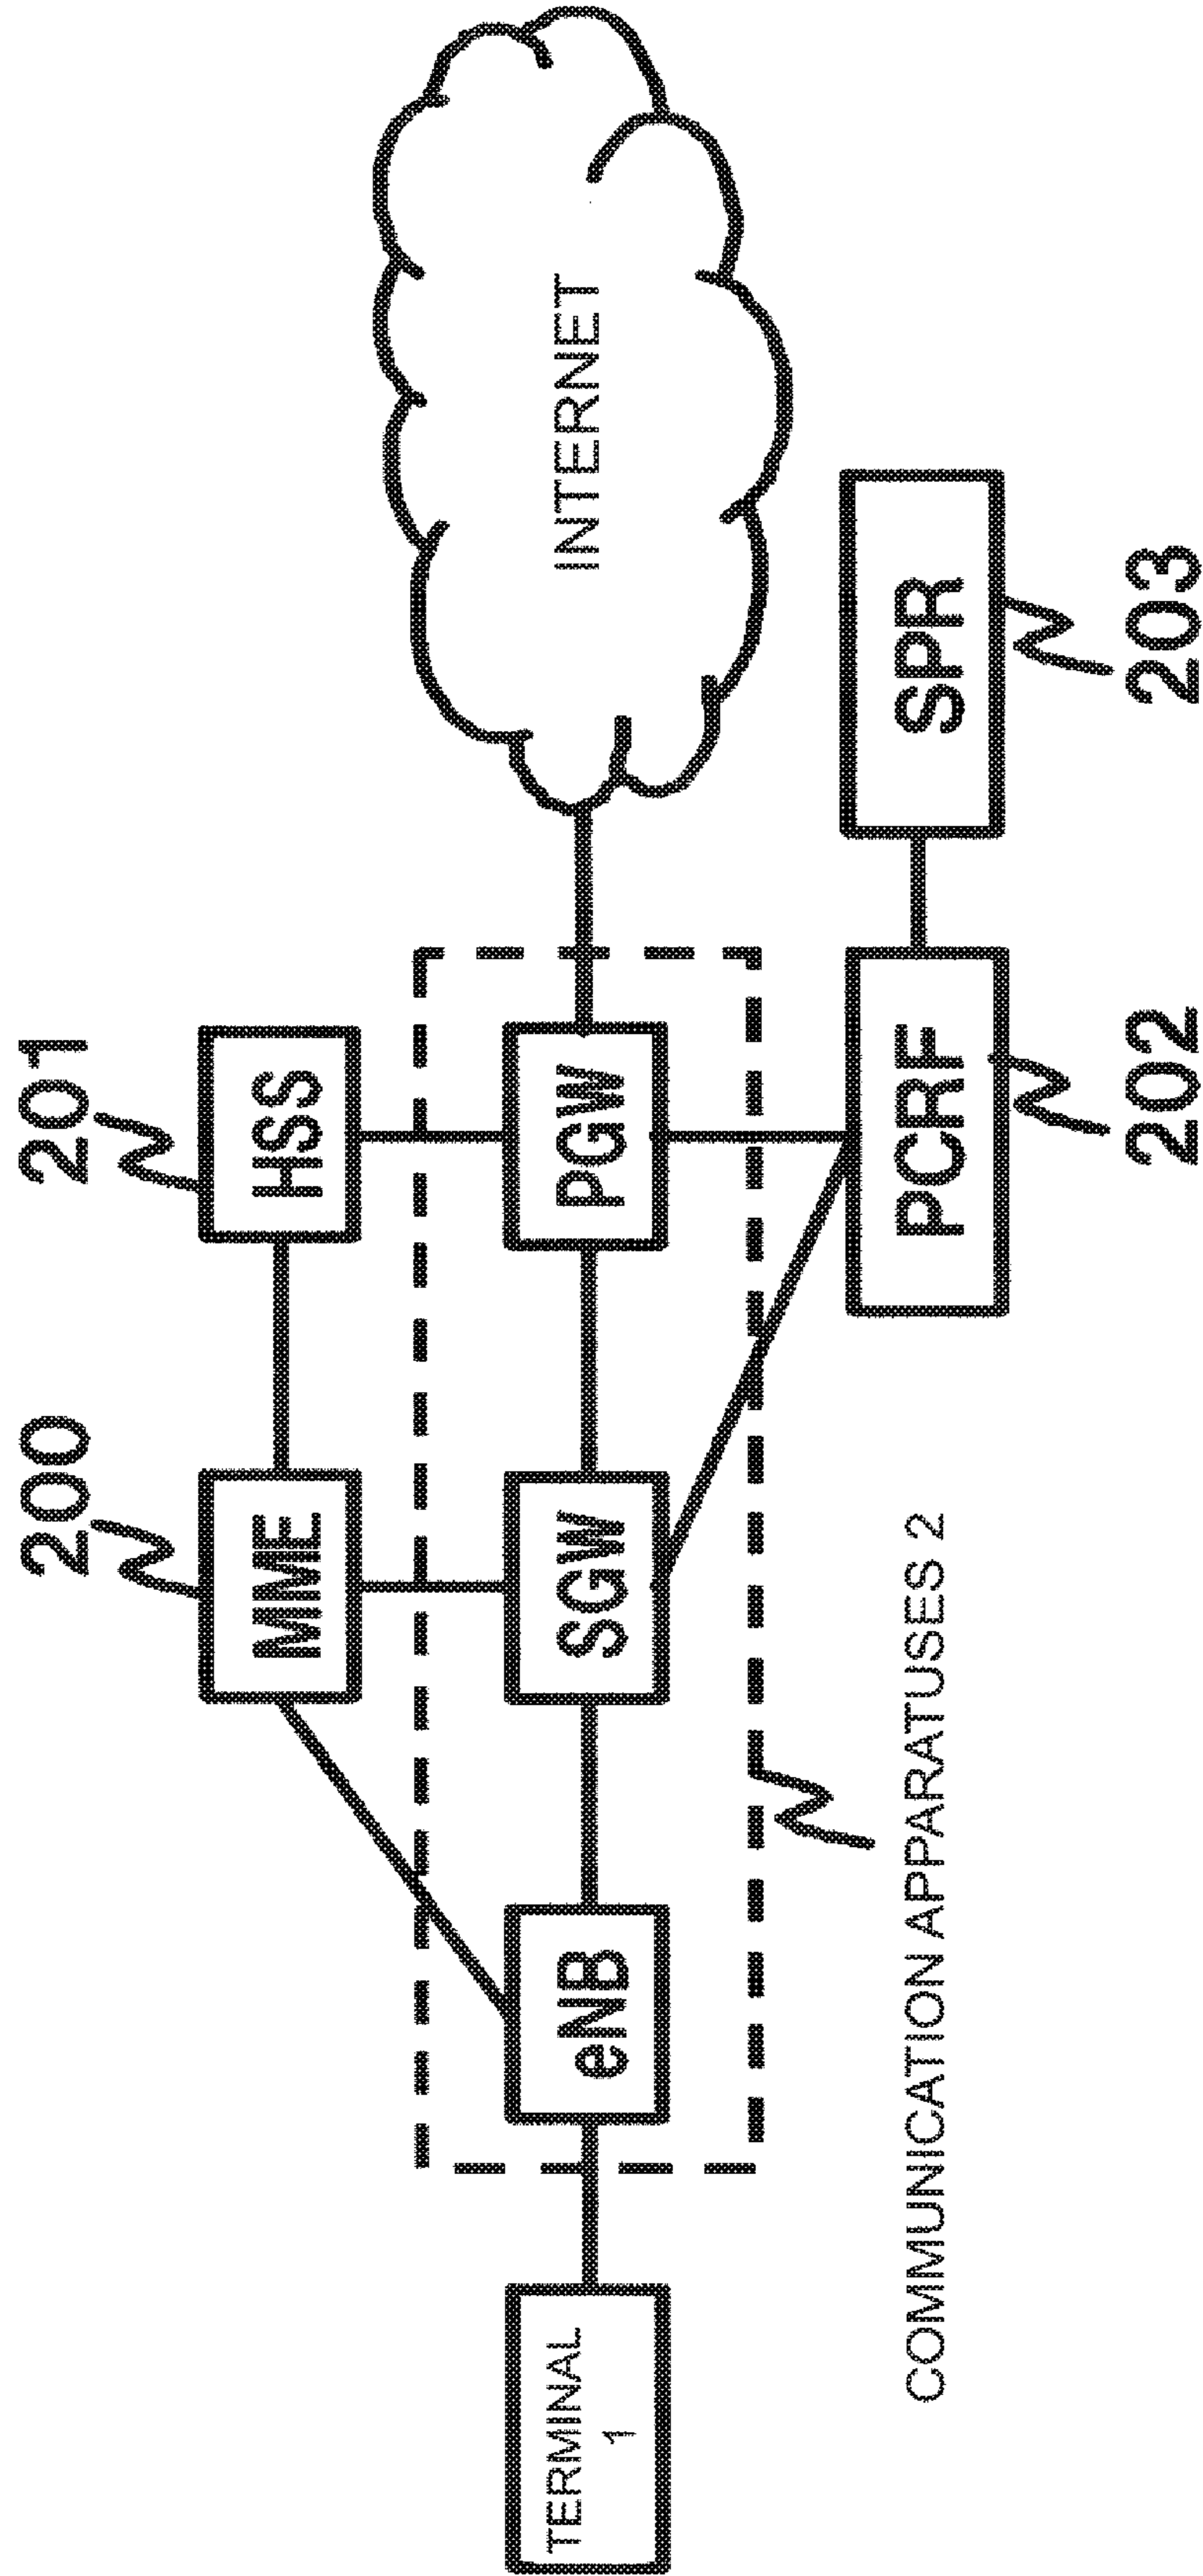 200
201
MME
HSS
INTERNET
TERMINAL
1
eNB
SGW
PGW
COMMUNICATION APPARATUSES 2
PCRF
SPR
202
203